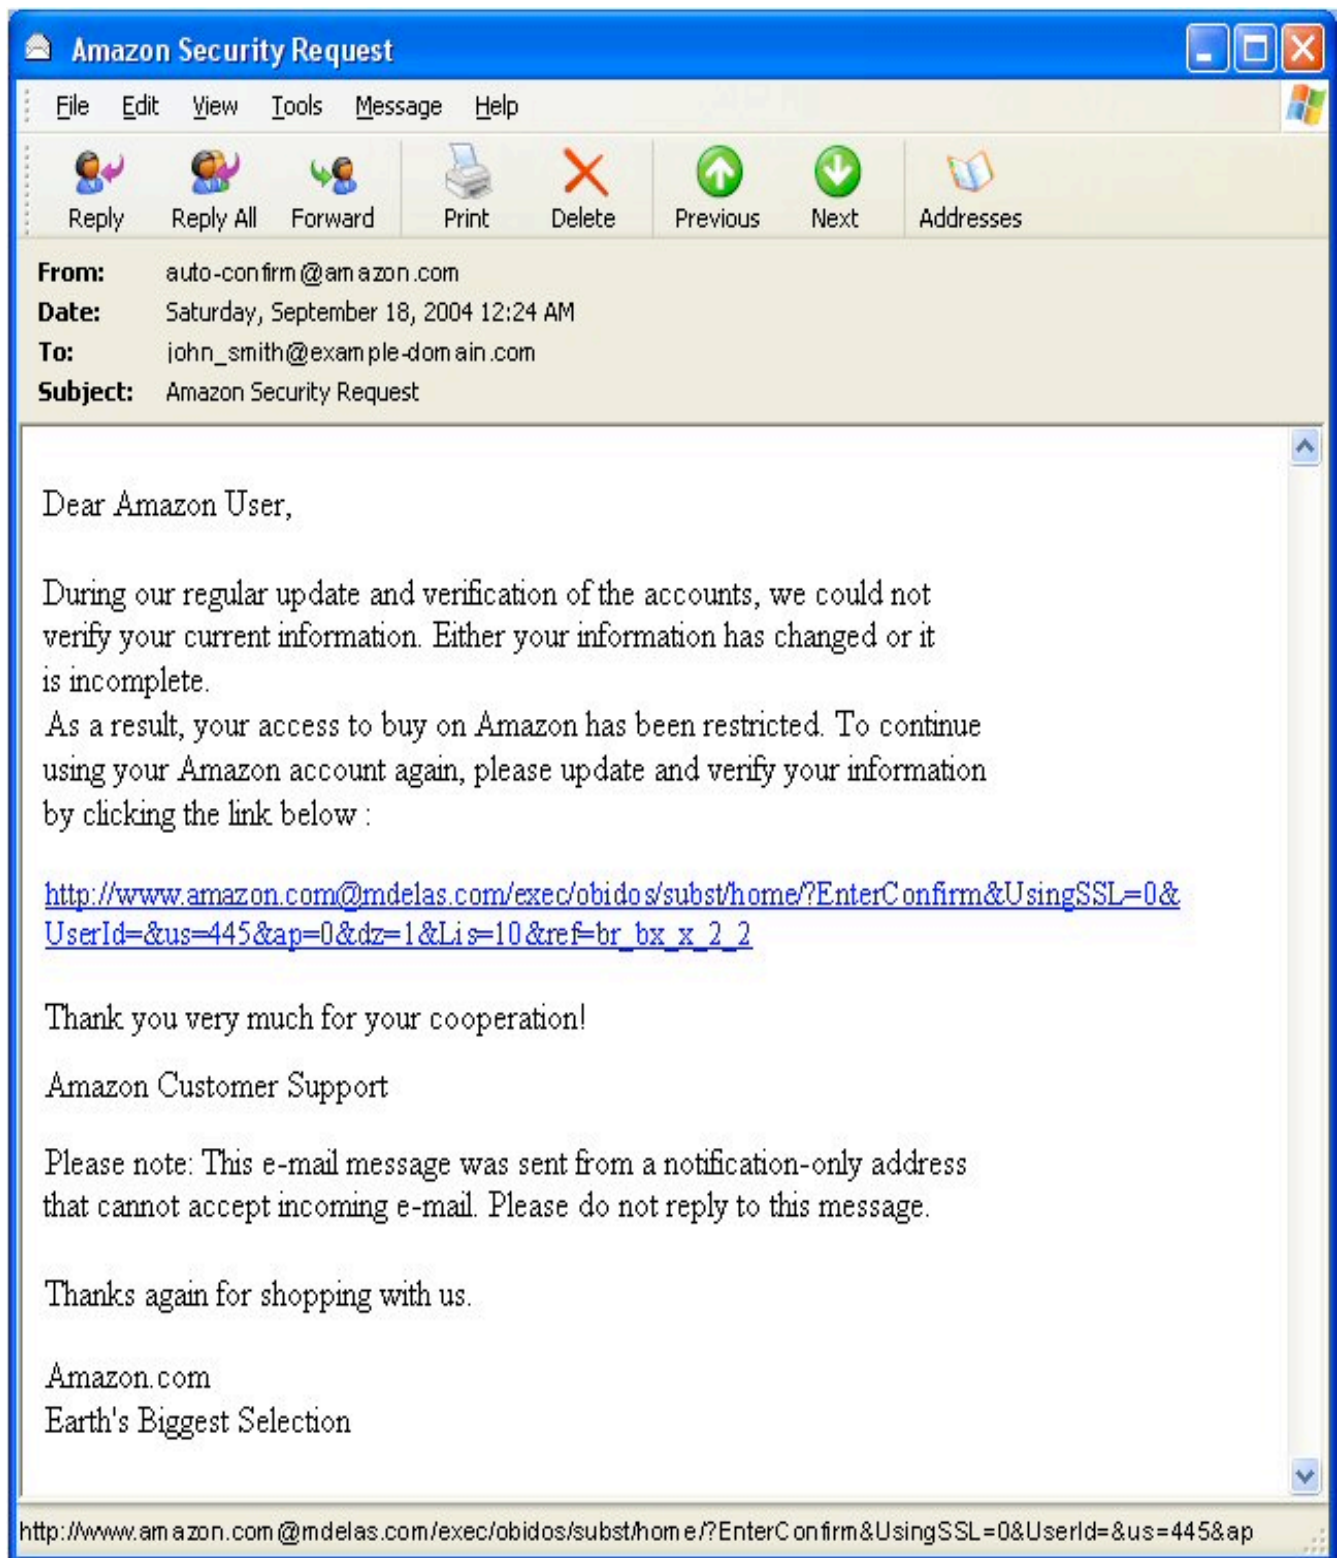 Amazon Security Request
File Edit View Tools Message Help
Reply Reply All Forward Print Delete Previous Next Addresses
From: auto-confirm@amazon.com
Date: Saturday, September 18, 2004 12:24 AM
To: john_smith@example-domain.com
Subject: Amazon Security Request
Dear Amazon User,
During our regular update and verification of the accounts, we could not
verify your current information. Either your information has changed or it
is incomplete.
As a result, your access to buy on Amazon has been restricted. To continue
using your Amazon account again, please update and verify your information
by clicking the link below :
http://www.amazon.com@mdelas.com/exec/obidos/subst/home/?EnterConfirm&UsingSSL=0&
UserId=&us=445&ap=0&dz=1&Lis=10&ref=br_bx_x_2_2
Thank you very much for your cooperation!
Amazon Customer Support
Please note: This e-mail message was sent from a notification-only address
that cannot accept incoming e-mail. Please do not reply to this message.
Thanks again for shopping with us.
Amazon.com
Earth's Biggest Selection
http://www.amazon.com@mdelas.com/exec/obidos/subst/home/?EnterConfirm&UsingSSL=0&UserId=&us=445&ap